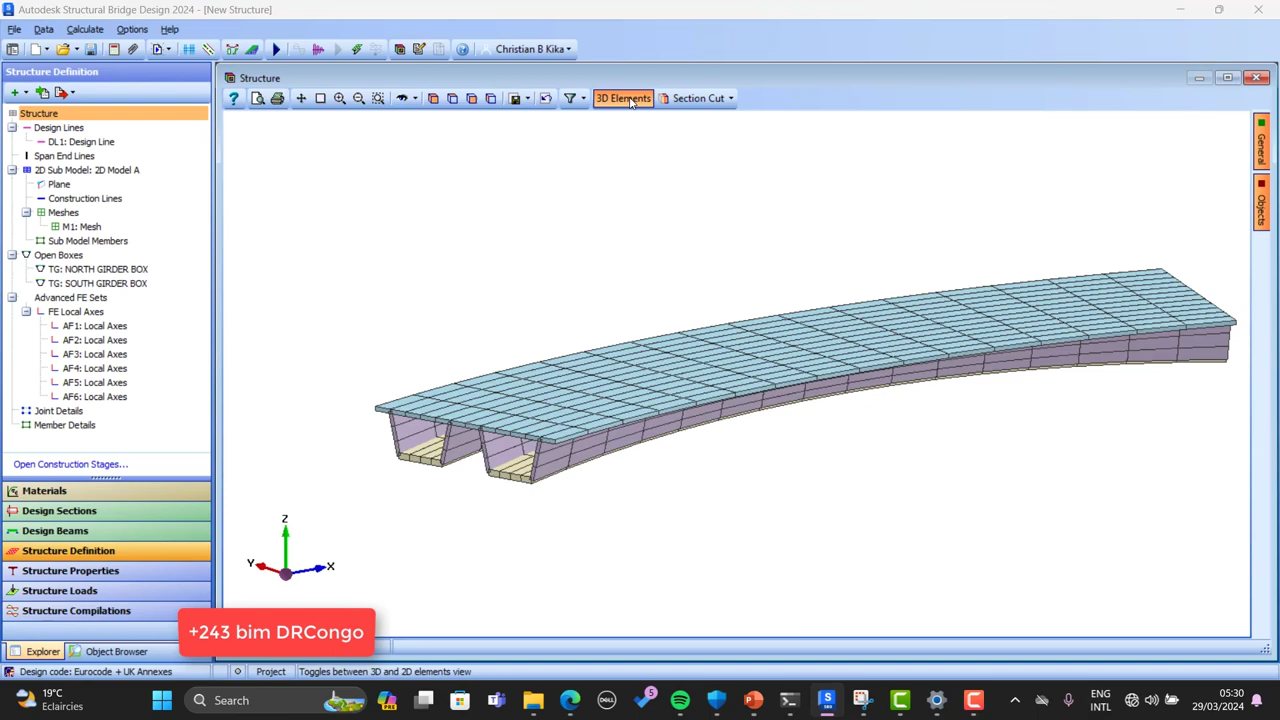 Autodesk Structural Bridge Design 2024 - [New Structure]
File Data Calculate Options Help
Christian B Kika
Structure Definition
Structure
3D Elements Section Cut
Structure
Design Lines
DL1: Design Line
Span End Lines
2D Sub Model: 2D Model A
Plane
Construction Lines
Meshes
M1: Mesh
Sub Model Members
Open Boxes
TG: NORTH GIRDER BOX
TG: SOUTH GIRDER BOX
Advanced FE Sets
FE Local Axes
AF1: Local Axes
AF2: Local Axes
AF3: Local Axes
AF4: Local Axes
AF5: Local Axes
AF6: Local Axes
Joint Details
Member Details
Open Construction Stages...
Materials
Design Sections
Design Beams
Structure Definition
Structure Properties
Structure Loads
Structure Compilations
Explorer Object Browser
General
Objects
Z
Y
X
+243 bim DRCongo
Design code: Eurocode + UK Annexes Project Toggles between 3D and 2D elements view
19°C
Eclaircies
Search
PRE
DELL
5
ENG
INTL
05:30
29/03/2024